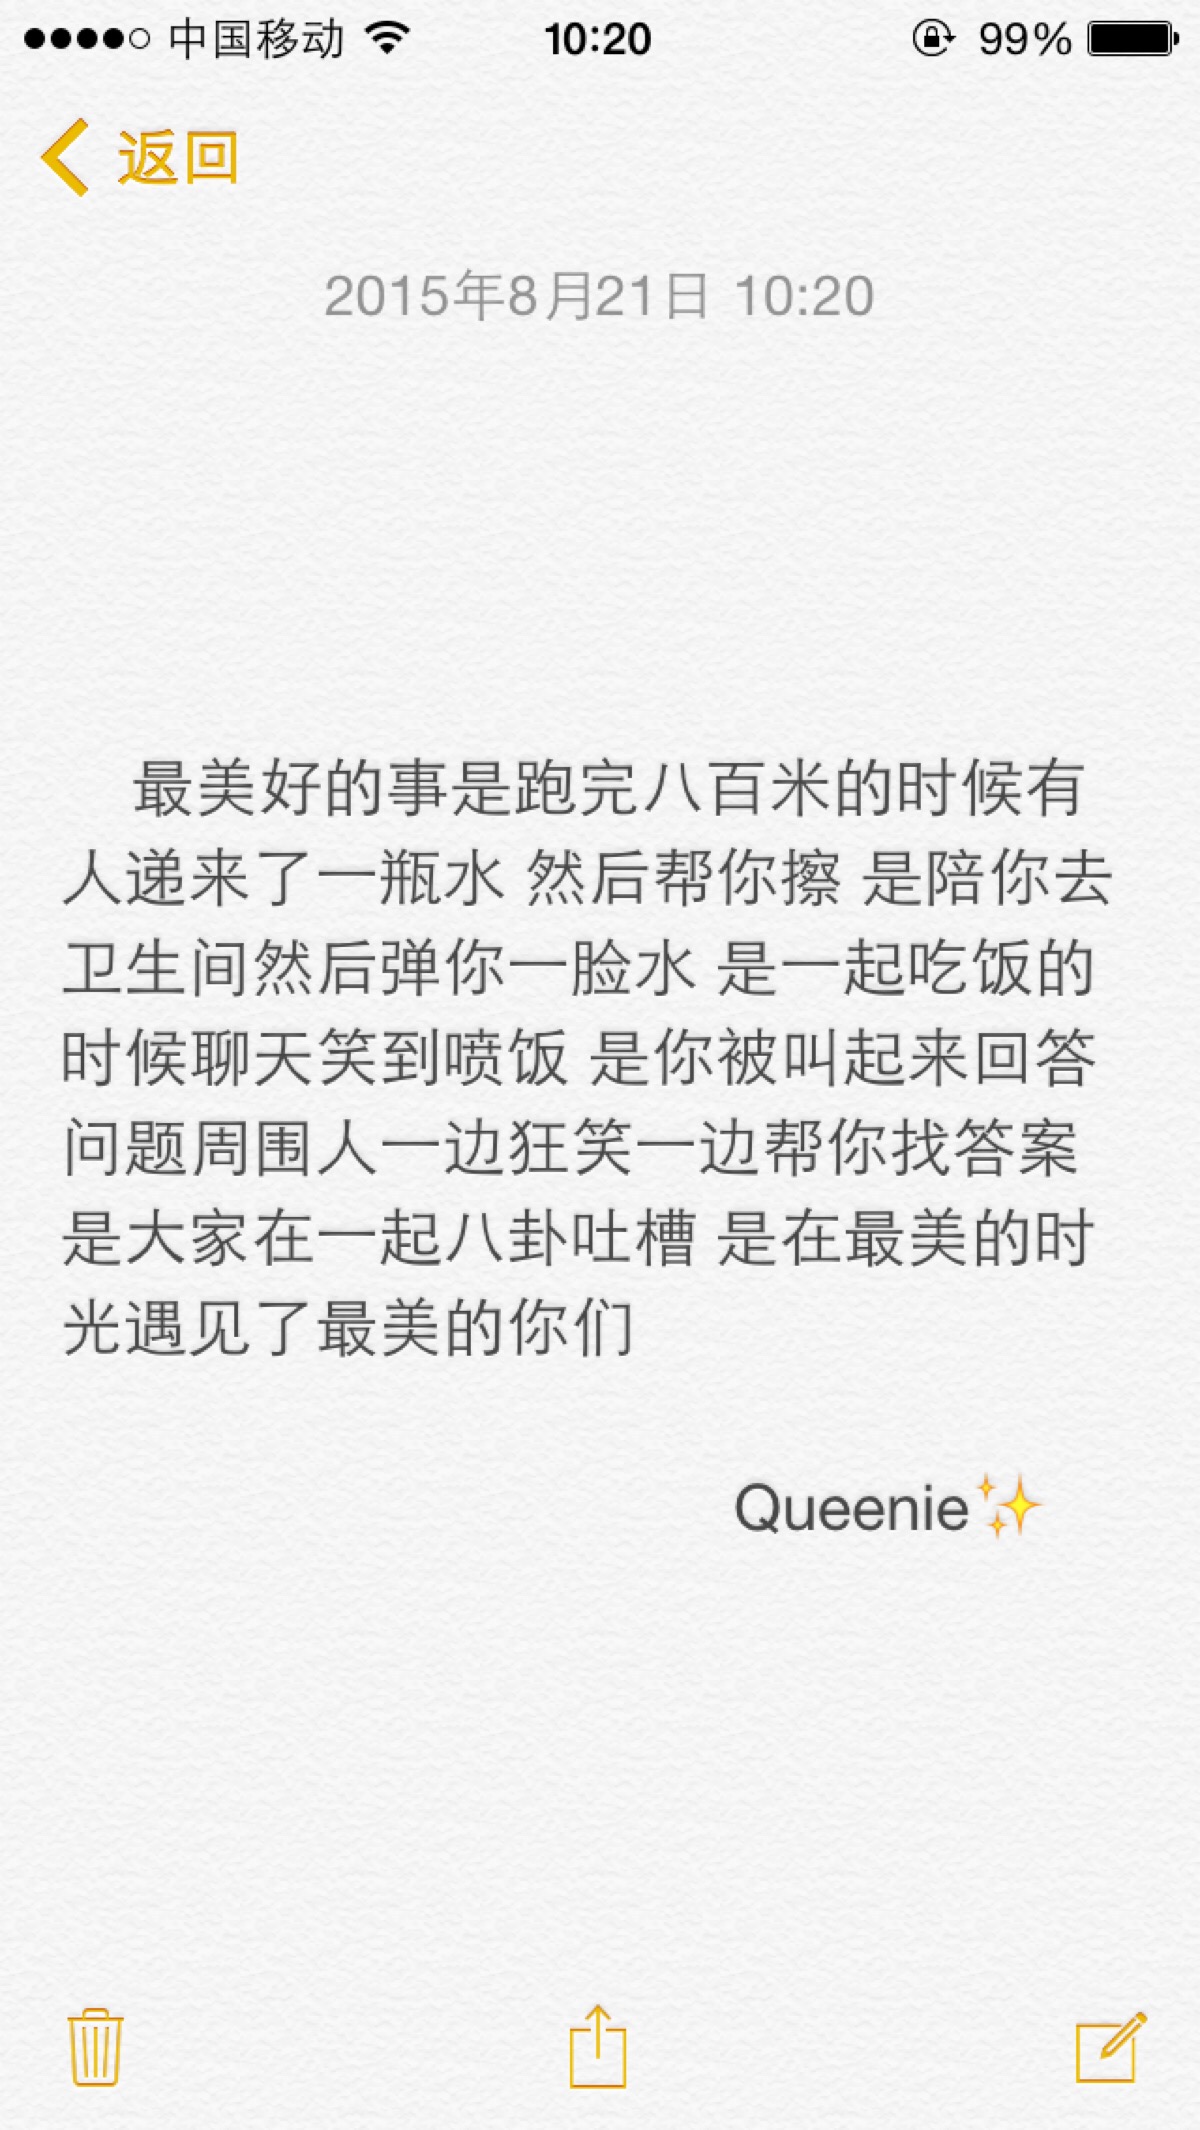 中国移动 10:20 99%
返回
2015年8月21日 10:20
最美好的事是跑完八百米的时候有
人递来了一瓶水 然后帮你擦 是陪你去
卫生间然后弹你一脸水 是一起吃饭的
时候聊天笑到喷饭 是你被叫起来回答
问题周围人一边狂笑一边帮你找答案
是大家在一起八卦吐槽 是在最美的时
光遇见了最美的你们
Queenie✨